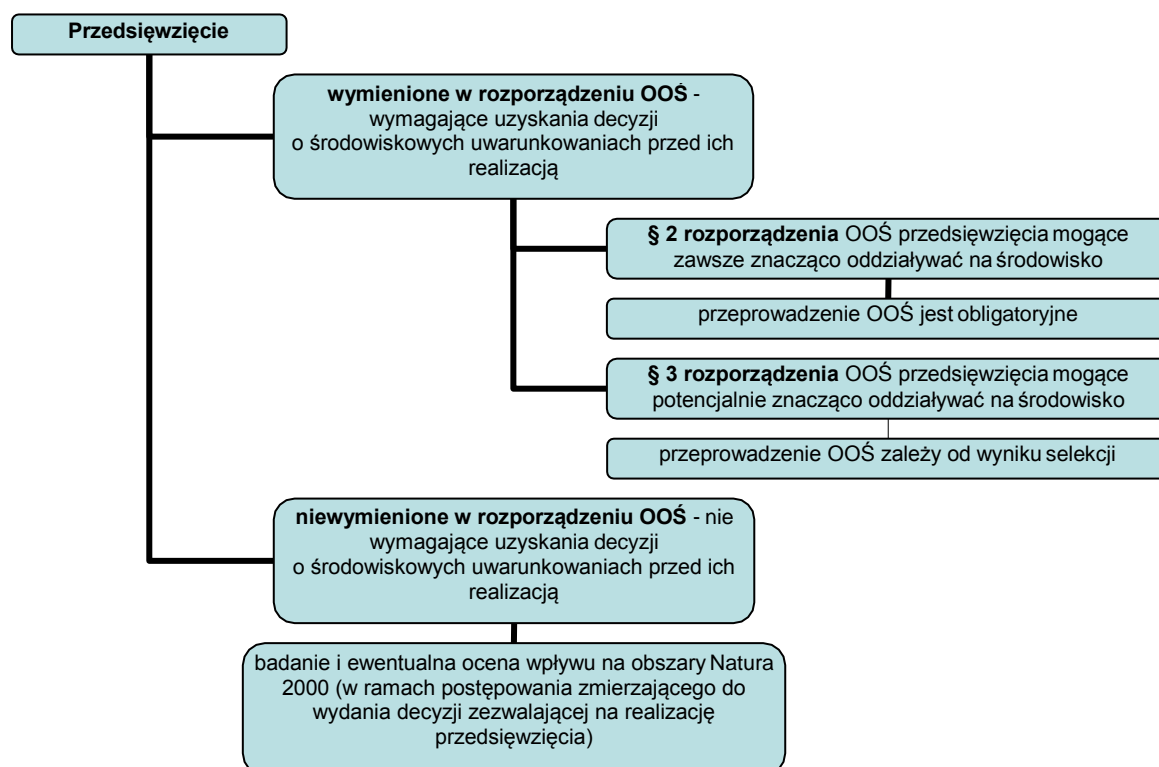 Przedsięwzięcie
wymienione w rozporządzeniu OOŚ -
wymagające uzyskania decyzji
o środowiskowych uwarunkowaniach przed ich
realizacją
§ 2 rozporządzenia OOŚ przedsięwzięcia mogące
zawsze znacząco oddziaływać na środowisko
przeprowadzenie OOŚ jest obligatoryjne
§ 3 rozporządzenia OOŚ przedsięwzięcia mogące
potencjalnie znacząco oddziaływać na środowisko
przeprowadzenie OOŚ zależy od wyniku selekcji
niewymienione w rozporządzeniu OOŚ - nie
wymagające uzyskania decyzji
o środowiskowych uwarunkowaniach przed ich
realizacją
badanie i ewentualna ocena wpływu na obszary Natura
2000 (w ramach postępowania zmierzającego do
wydania decyzji zezwalającej na realizację
przedsięwzięcia)